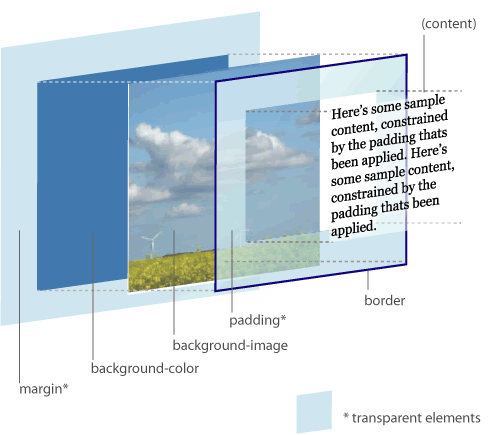 (content)
Here's some sample
content, constrained
by the padding thats
been applied. Here's
some sample content,
constrained by the
padding thats been
applied.
border
padding*
background-image
background-color
margin*
* transparent elements